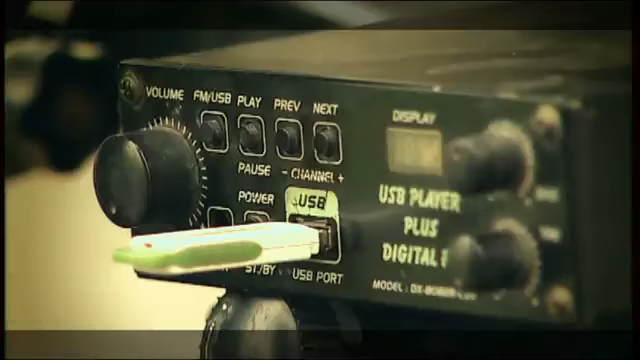 VOLUME FM/USB PLAY PREV NEXT
DISPLAY
PAUSE - CHANNEL +
POWER USB
USB PLAYER
PLUS
DIGITAL
ST./BY USB PORT
MODEL: